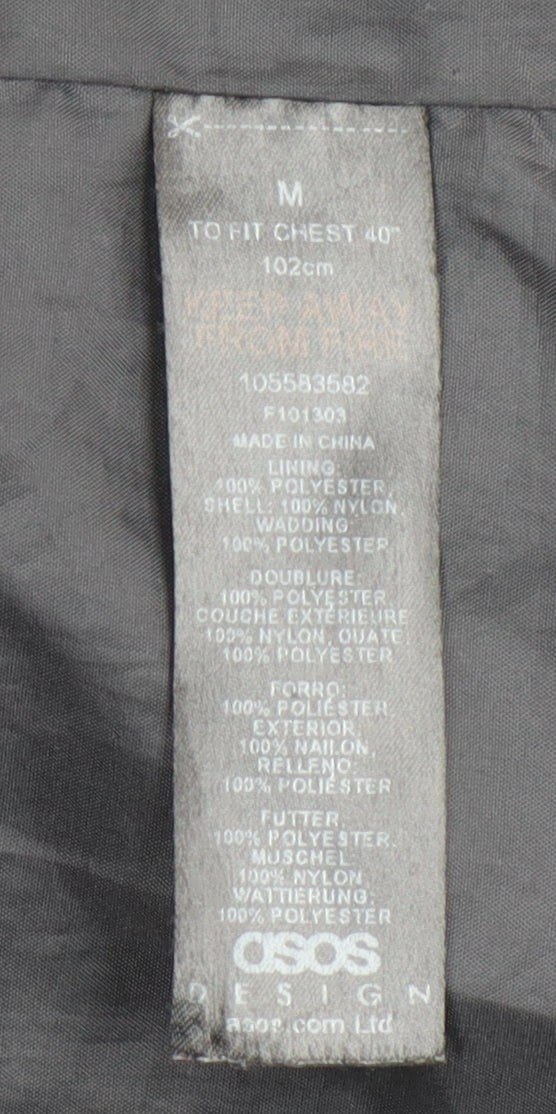 M
TO FIT CHEST 40"
102cm
KEEP AWAY
FROM FIRE
105583582
F101303
MADE IN CHINA
LINING:
100% POLYESTER,
SHELL: 100% NYLON,
WADDING:
100% POLYESTER
DOUBLURE:
100% POLYESTER,
COUCHE EXTÉRIEURE
100% NYLON, OUATE:
100% POLYESTER
FORRO:
100% POLIÉSTER,
EXTERIOR,
100% NAILON,
RELLENO:
100% POLIÉSTER
FUTTER,
100% POLYESTER,
MUSCHEL:
100% NYLON
WATTIERUNG:
100% POLYESTER
asos
DESIGN
asos.com Ltd